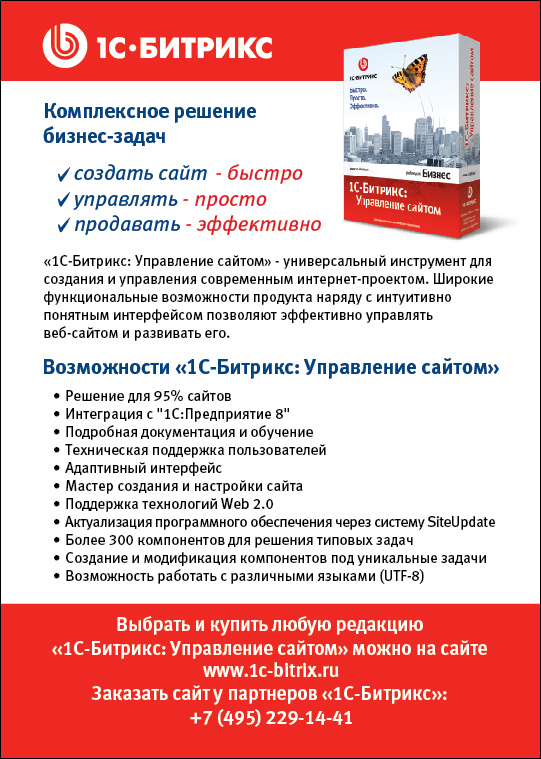 1С·БИТРИКС
Комплексное решение
бизнес-задач
создать сайт - быстро
управлять - просто
продавать - эффективно
1С·БИТРИКС
Быстро.
Просто.
Эффективно.
Бизнес
1С-Битрикс:
Управление сайтом
1С-Битрикс:
Управление сайтом
1С·БИТРИКС
«1С-Битрикс: Управление сайтом» - универсальный инструмент для
создания и управления современным интернет-проектом. Широкие
функциональные возможности продукта наряду с интуитивно
понятным интерфейсом позволяют эффективно управлять
веб-сайтом и развивать его.
Возможности «1С-Битрикс: Управление сайтом»
• Решение для 95% сайтов
• Интеграция с "1С:Предприятие 8"
• Подробная документация и обучение
• Техническая поддержка пользователей
• Адаптивный интерфейс
• Мастер создания и настройки сайта
• Поддержка технологий Web 2.0
• Актуализация программного обеспечения через систему SiteUpdate
• Более 300 компонентов для решения типовых задач
• Создание и модификация компонентов под уникальные задачи
• Возможность работать с различными языками (UTF-8)
Выбрать и купить любую редакцию
«1С-Битрикс: Управление сайтом» можно на сайте
www.1c-bitrix.ru
Заказать сайт у партнеров «1С-Битрикс»:
+7 (495) 229-14-41